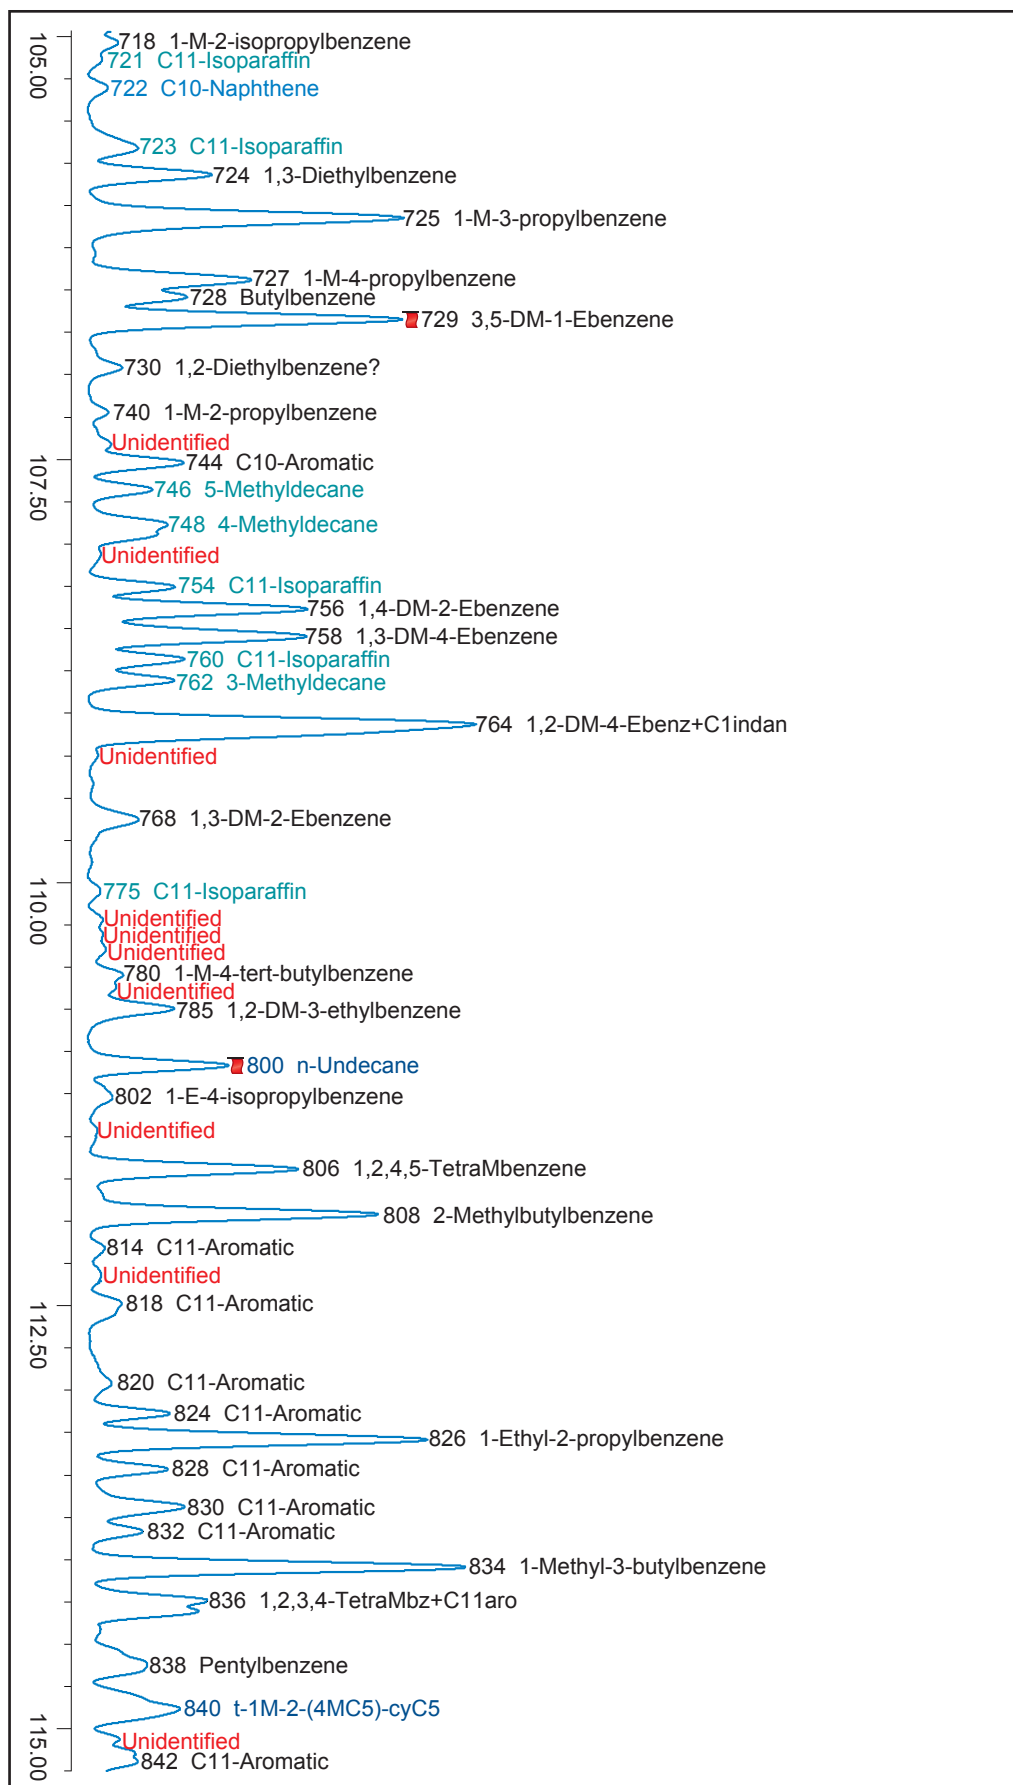 105.00
718 1-M-2-isopropylbenzene
721 C11-Isoparaffin
722 C10-Naphthene
723 C11-Isoparaffin
724 1,3-Diethylbenzene
725 1-M-3-propylbenzene
727 1-M-4-propylbenzene
728 Butylbenzene
729 3,5-DM-1-Ebenzene
730 1,2-Diethylbenzene?
740 1-M-2-propylbenzene
Unidentified
107.50
744 C10-Aromatic
746 5-Methyldecane
748 4-Methyldecane
Unidentified
754 C11-Isoparaffin
756 1,4-DM-2-Ebenzene
758 1,3-DM-4-Ebenzene
760 C11-Isoparaffin
762 3-Methyldecane
764 1,2-DM-4-Ebenz+C1indan
Unidentified
768 1,3-DM-2-Ebenzene
110.00
775 C11-Isoparaffin
Unidentified
Unidentified
Unidentified
780 1-M-4-tert-butylbenzene
Unidentified
785 1,2-DM-3-ethylbenzene
800 n-Undecane
802 1-E-4-isopropylbenzene
Unidentified
806 1,2,4,5-TetraMbenzene
808 2-Methylbutylbenzene
814 C11-Aromatic
Unidentified
112.50
818 C11-Aromatic
820 C11-Aromatic
824 C11-Aromatic
826 1-Ethyl-2-propylbenzene
828 C11-Aromatic
830 C11-Aromatic
832 C11-Aromatic
834 1-Methyl-3-butylbenzene
836 1,2,3,4-TetraMbz+C11aro
838 Pentylbenzene
840 t-1M-2-(4MC5)-cyC5
115.00
Unidentified
842 C11-Aromatic